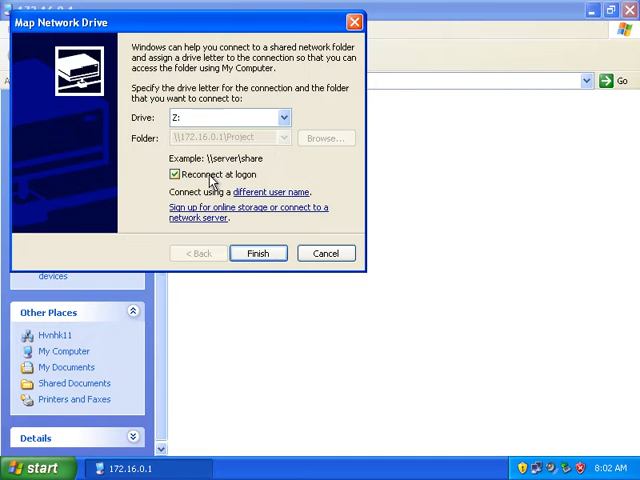 Map Network Drive
Windows can help you connect to a shared network folder
and assign a drive letter to the connection so that you can
access the folder using My Computer.
Specify the drive letter for the connection and the folder
that you want to connect to:
Drive: Z:
Folder: \\172.16.0.1\Project Browse...
Example: \\server\share
Reconnect at logon
Connect using a different user name.
Sign up for online storage or connect to a
network server.
< Back Finish Cancel
Go
devices
Other Places
Hvnhk11
My Computer
My Documents
Shared Documents
Printers and Faxes
Details
start 172.16.0.1 8:02 AM